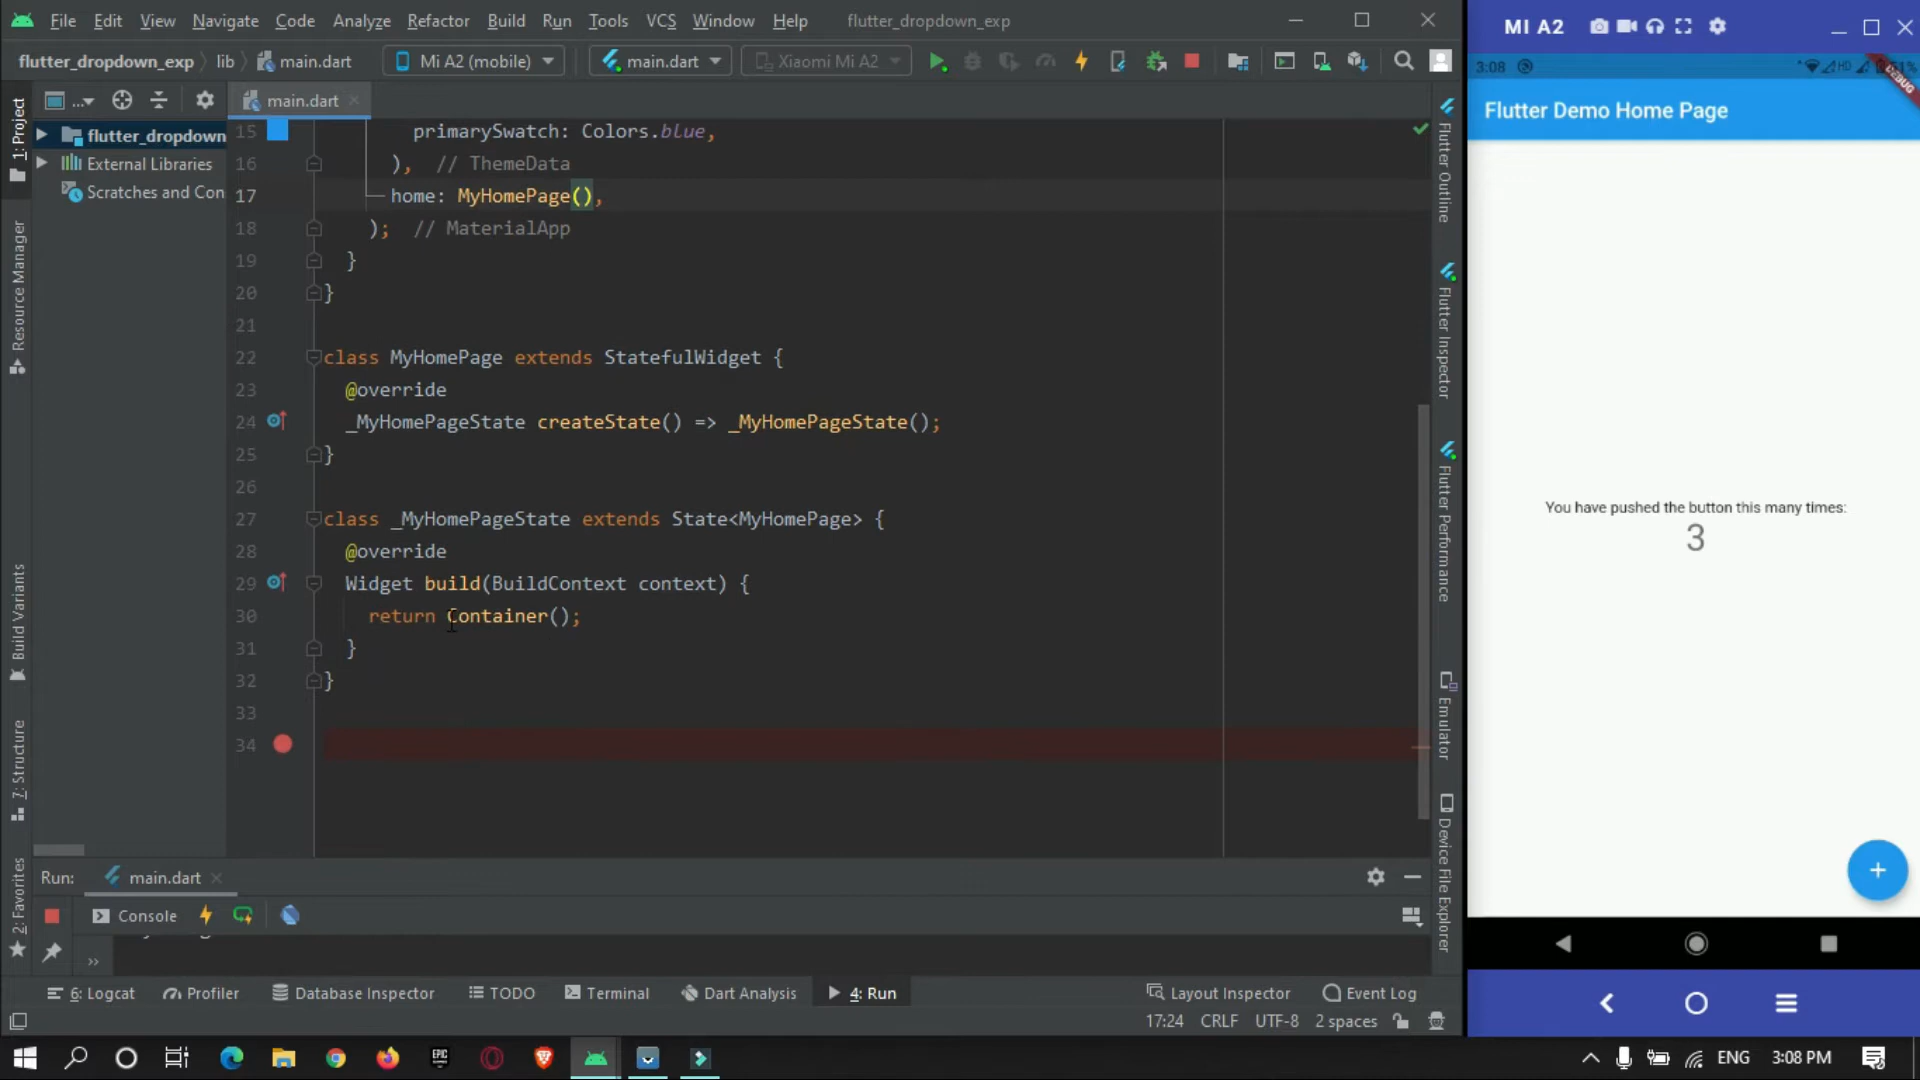 File Edit View Navigate Code Analyze Refactor Build Run Tools VCS Window Help flutter_dropdown_exp
flutter_dropdown_exp lib main.dart Mi A2 (mobile) main.dart Xiaomi Mi A2
1: Project
Resource Manager
Build Variants
7: Structure
2: Favorites
...
flutter_dropdown
External Libraries
Scratches and Con
main.dart
15 primarySwatch: Colors.blue,
16 ), // ThemeData
17 home: MyHomePage(),
18 ); // MaterialApp
19 }
20 }
21
22 class MyHomePage extends StatefulWidget {
23 @override
24 _MyHomePageState createState() => _MyHomePageState();
25 }
26
27 class _MyHomePageState extends State<MyHomePage> {
28 @override
29 Widget build(BuildContext context) {
30 return Container();
31 }
32 }
33
34
Flutter Outline
Flutter Inspector
Flutter Performance
Emulator
Device File Explorer
Run: main.dart
Console
»
6: Logcat Profiler Database Inspector TODO Terminal Dart Analysis 4: Run Layout Inspector Event Log
17:24 CRLF UTF-8 2 spaces
MI A2
3:08 HD
DEBUG
Flutter Demo Home Page
You have pushed the button this many times:
3
+
EPIC
ENG 3:08 PM